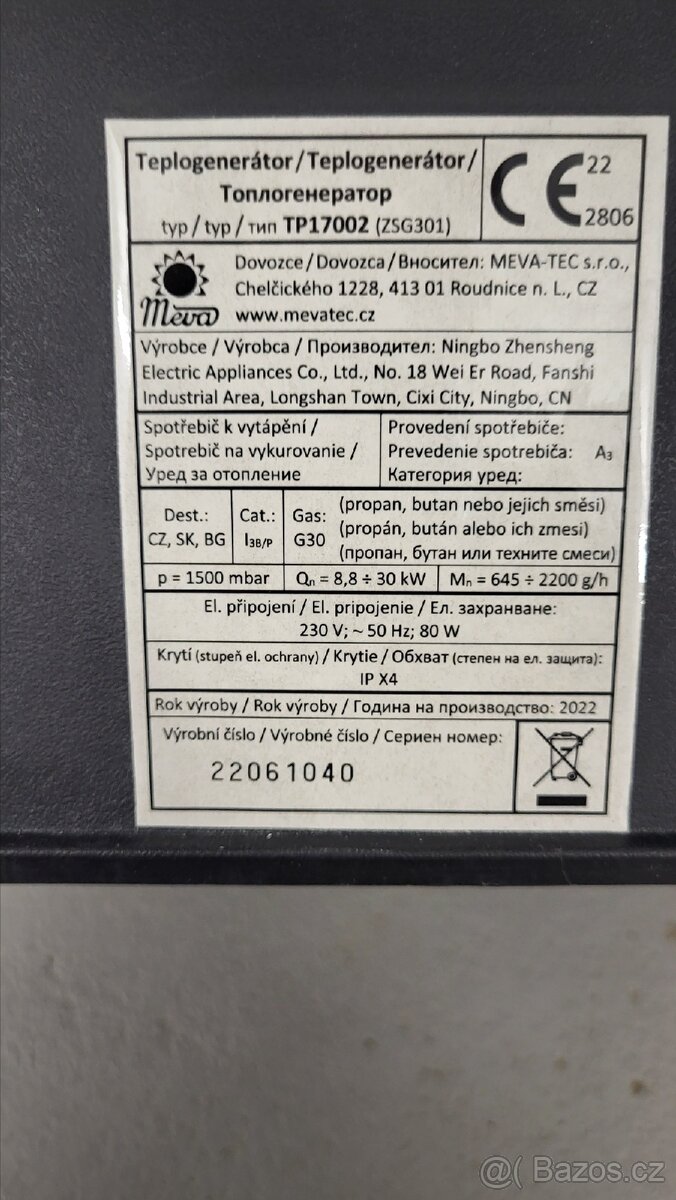 Teplogenerátor/Teplogenerátor/
Топлогенератор
typ / typ / тип TP17002 (ZSG301)
CE 22
2806
Meva
Dovozce / Dovozca / Вносител: MEVA-TEC s.r.o.,
Chelčického 1228, 413 01 Roudnice n. L., CZ
www.mevatec.cz
Výrobce / Výrobca / Производител: Ningbo Zhensheng
Electric Appliances Co., Ltd., No. 18 Wei Er Road, Fanshi
Industrial Area, Longshan Town, Cixi City, Ningbo, CN
Spotřebič k vytápění /
Spotrebič na vykurovanie /
Уред за отопление
Provedení spotřebiče:
Prevedenie spotrebiča: A₃
Категория уред:
Dest.:
CZ, SK, BG
Cat.:
I3B/P
Gas:
G30
(propan, butan nebo jejich směsi)
(propán, bután alebo ich zmesi)
(пропан, бутан или техните смеси)
p = 1500 mbar
Qₙ = 8,8 ÷ 30 kW
Mₙ = 645 ÷ 2200 g/h
El. připojení / El. pripojenie / Ел. захранване:
230 V; ~ 50 Hz; 80 W
Krytí (stupeň el. ochrany) / Krytie / Обхват (степен на ел. защита):
IP X4
Rok výroby / Rok výroby / Година на производство: 2022
Výrobní číslo / Výrobné číslo / Сериен номер:
22061040
@( Bazoš.cz